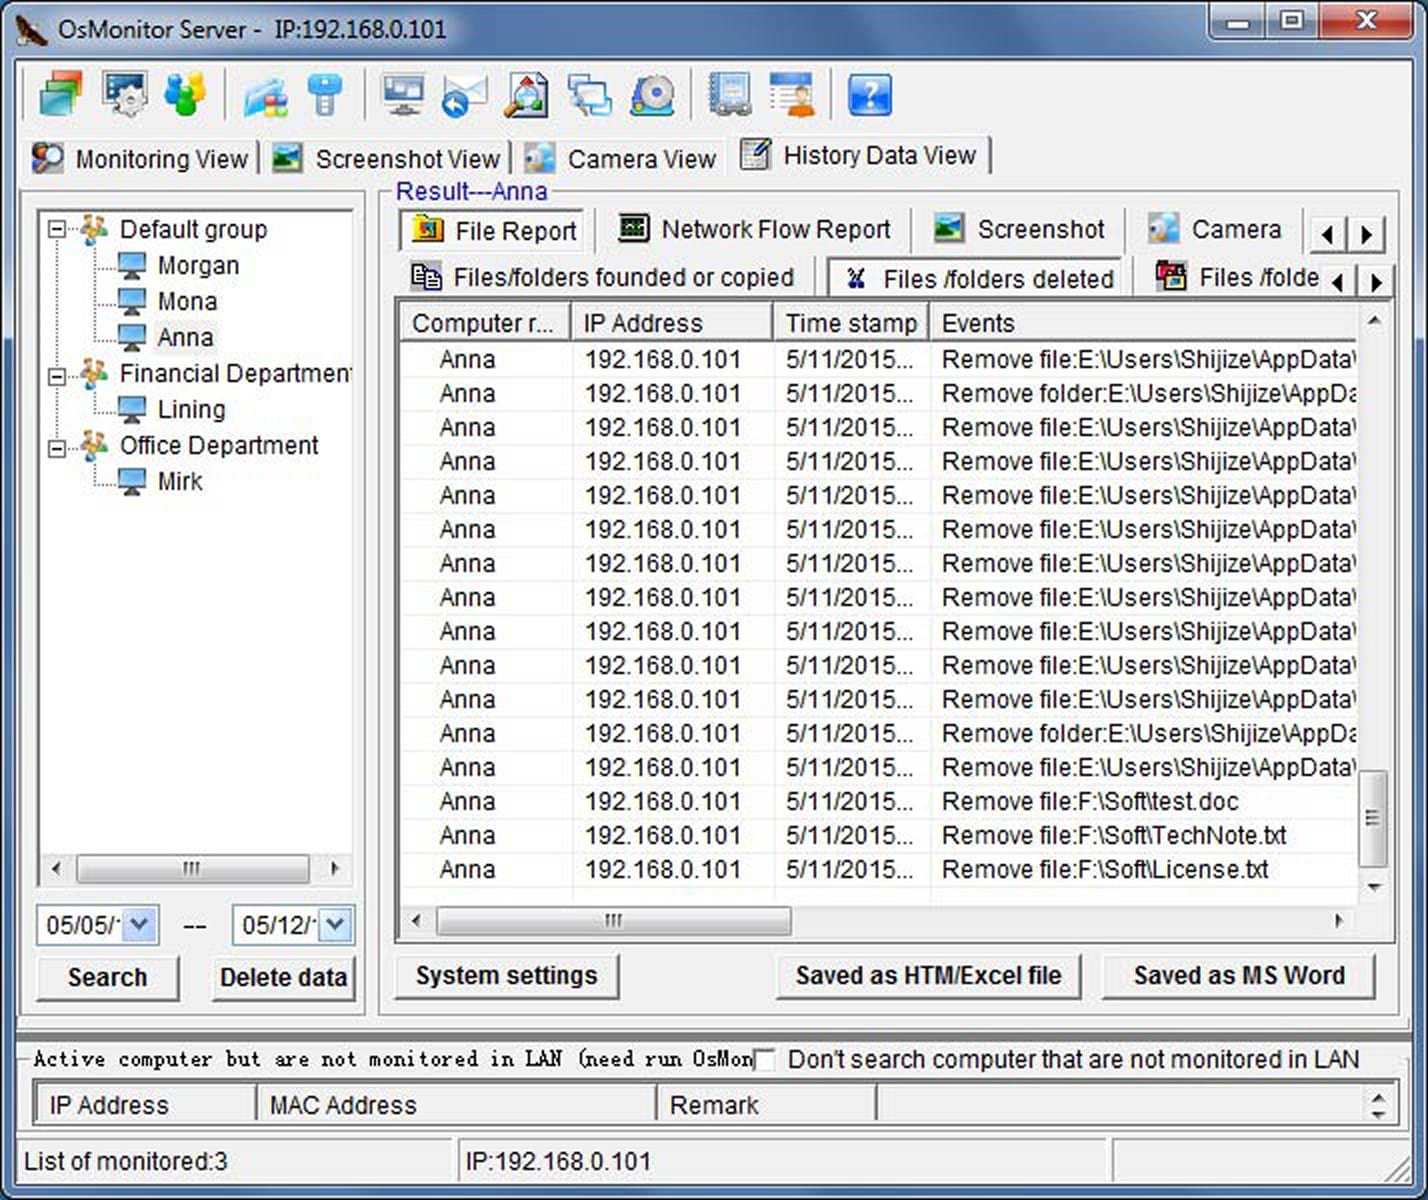 OsMonitor Server - IP:192.168.0.101
Monitoring View
Screenshot View
Camera View
History Data View
Default group
Morgan
Mona
Anna
Financial Department
Lining
Office Department
Mirk
05/05/
--
05/12/
Search
Delete data
Result---Anna
File Report
Network Flow Report
Screenshot
Camera
Files/folders founded or copied
Files /folders deleted
Files /folde
Computer r... IP Address Time stamp Events
Anna 192.168.0.101 5/11/2015... Remove file:E:\Users\Shijize\AppData\
Anna 192.168.0.101 5/11/2015... Remove folder:E:\Users\Shijize\AppDa
Anna 192.168.0.101 5/11/2015... Remove file:E:\Users\Shijize\AppData\
Anna 192.168.0.101 5/11/2015... Remove file:E:\Users\Shijize\AppData\
Anna 192.168.0.101 5/11/2015... Remove file:E:\Users\Shijize\AppData\
Anna 192.168.0.101 5/11/2015... Remove file:E:\Users\Shijize\AppData\
Anna 192.168.0.101 5/11/2015... Remove file:E:\Users\Shijize\AppData\
Anna 192.168.0.101 5/11/2015... Remove file:E:\Users\Shijize\AppData\
Anna 192.168.0.101 5/11/2015... Remove file:E:\Users\Shijize\AppData\
Anna 192.168.0.101 5/11/2015... Remove file:E:\Users\Shijize\AppData\
Anna 192.168.0.101 5/11/2015... Remove file:E:\Users\Shijize\AppData\
Anna 192.168.0.101 5/11/2015... Remove folder:E:\Users\Shijize\AppDa
Anna 192.168.0.101 5/11/2015... Remove file:E:\Users\Shijize\AppData\
Anna 192.168.0.101 5/11/2015... Remove file:F:\Soft\test.doc
Anna 192.168.0.101 5/11/2015... Remove file:F:\Soft\TechNote.txt
Anna 192.168.0.101 5/11/2015... Remove file:F:\Soft\License.txt
System settings
Saved as HTM/Excel file
Saved as MS Word
Active computer but are not monitored in LAN (need run OsMon
Don't search computer that are not monitored in LAN
IP Address MAC Address Remark
List of monitored:3
IP:192.168.0.101